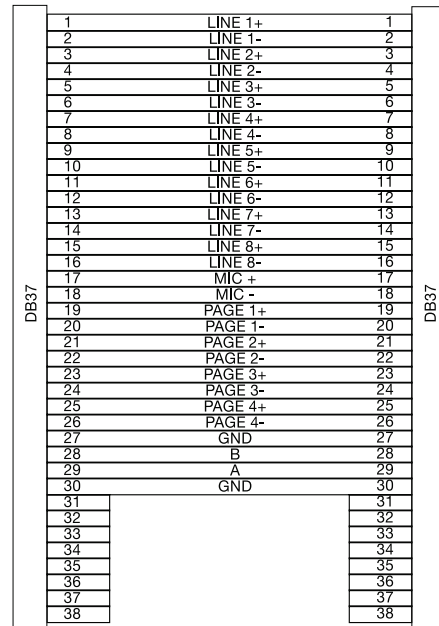 1 LINE 1+ 1
2 LINE 1- 2
3 LINE 2+ 3
4 LINE 2- 4
5 LINE 3+ 5
6 LINE 3- 6
7 LINE 4+ 7
8 LINE 4- 8
9 LINE 5+ 9
10 LINE 5- 10
11 LINE 6+ 11
12 LINE 6- 12
13 LINE 7+ 13
14 LINE 7- 14
15 LINE 8+ 15
16 LINE 8- 16
17 MIC + 17
18 MIC - 18
DB37
19 PAGE 1+ 19
20 PAGE 1- 20
21 PAGE 2+ 21
22 PAGE 2- 22
23 PAGE 3+ 23
24 PAGE 3- 24
25 PAGE 4+ 25
26 PAGE 4- 26
27 GND 27
28 B 28
29 A 29
30 GND 30
31 31
32 32
33 33
34 34
35 35
36 36
37 37
38 38
DB37